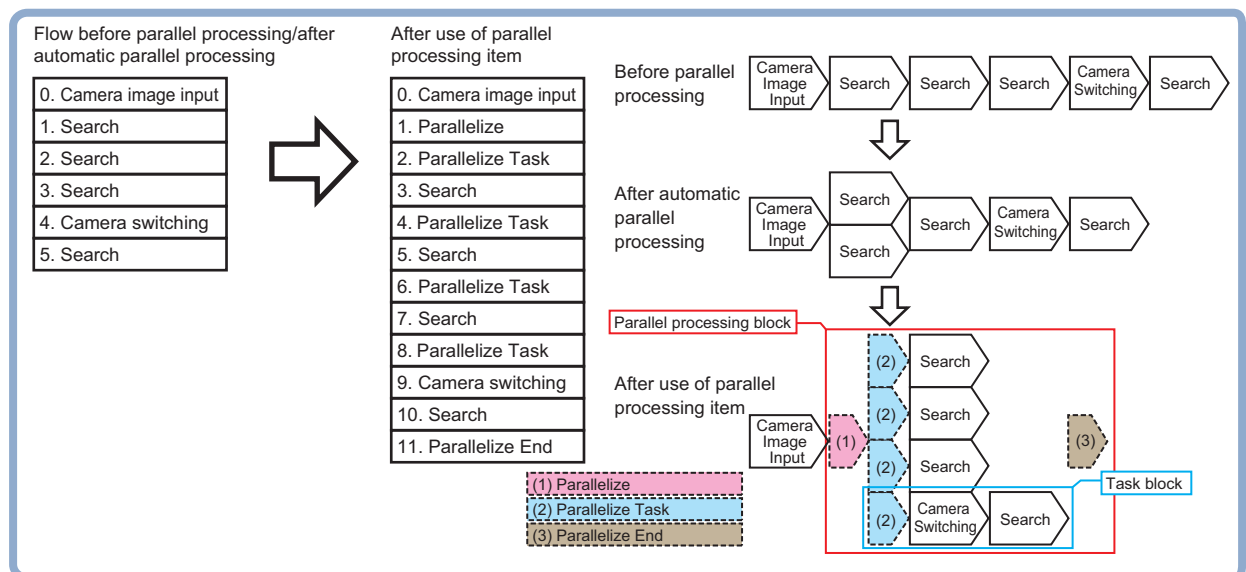 Flow before parallel processing/after
automatic parallel processing
0. Camera image input
1. Search
2. Search
3. Search
4. Camera switching
5. Search
After use of parallel
processing item
0. Camera image input
1. Parallelize
2. Parallelize Task
3. Search
4. Parallelize Task
5. Search
6. Parallelize Task
7. Search
8. Parallelize Task
9. Camera switching
10. Search
11. Parallelize End
Before parallel
processing
Camera
Image
Input
Search
Search
Search
Camera
Switching
Search
After automatic
parallel
processing
Camera
Image
Input
Search
Search
Search
Camera
Switching
Search
Parallel processing block
After use of parallel
processing item
Camera
Image
Input
(1)
(2)
Search
(2)
Search
(2)
Search
(2)
Camera
Switching
Search
(3)
Task block
(1) Parallelize
(2) Parallelize Task
(3) Parallelize End